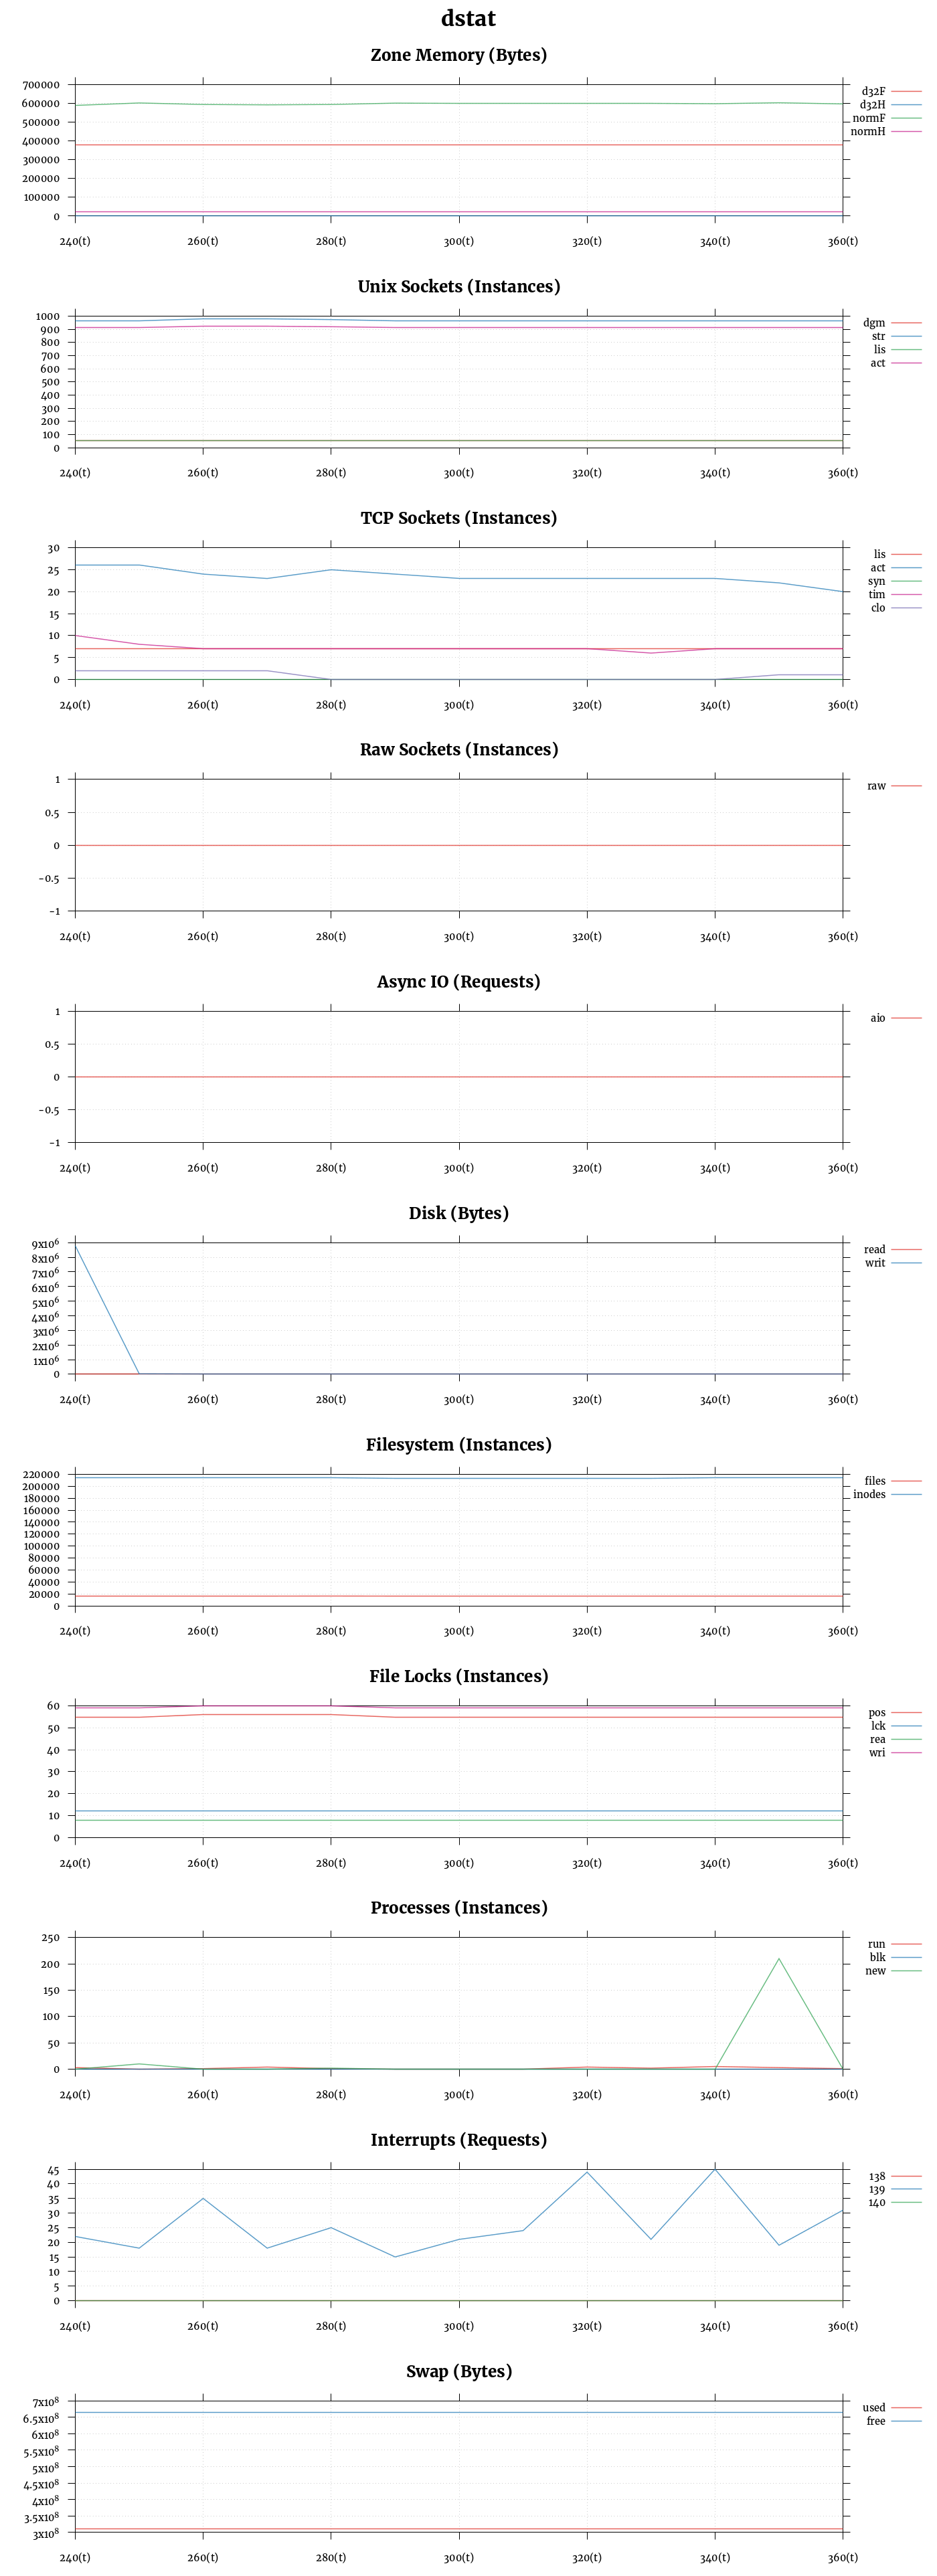 dstat
Zone Memory (Bytes)
700000
600000
500000
400000
300000
200000
100000
0
240(t) 260(t) 280(t) 300(t) 320(t) 340(t) 360(t)
d32F
d32H
normF
normH
Unix Sockets (Instances)
1000
900
800
700
600
500
400
300
200
100
0
240(t) 260(t) 280(t) 300(t) 320(t) 340(t) 360(t)
dgm
str
lis
act
TCP Sockets (Instances)
30
25
20
15
10
5
0
240(t) 260(t) 280(t) 300(t) 320(t) 340(t) 360(t)
lis
act
syn
tim
clo
Raw Sockets (Instances)
1
0.5
0
-0.5
-1
240(t) 260(t) 280(t) 300(t) 320(t) 340(t) 360(t)
raw
Async IO (Requests)
1
0.5
0
-0.5
-1
240(t) 260(t) 280(t) 300(t) 320(t) 340(t) 360(t)
aio
Disk (Bytes)
9x10⁶
8x10⁶
7x10⁶
6x10⁶
5x10⁶
4x10⁶
3x10⁶
2x10⁶
1x10⁶
0
240(t) 260(t) 280(t) 300(t) 320(t) 340(t) 360(t)
read
writ
Filesystem (Instances)
220000
200000
180000
160000
140000
120000
100000
80000
60000
40000
20000
0
240(t) 260(t) 280(t) 300(t) 320(t) 340(t) 360(t)
files
inodes
File Locks (Instances)
60
50
40
30
20
10
0
240(t) 260(t) 280(t) 300(t) 320(t) 340(t) 360(t)
pos
lck
rea
wri
Processes (Instances)
250
200
150
100
50
0
240(t) 260(t) 280(t) 300(t) 320(t) 340(t) 360(t)
run
blk
new
Interrupts (Requests)
45
40
35
30
25
20
15
10
5
0
240(t) 260(t) 280(t) 300(t) 320(t) 340(t) 360(t)
138
139
140
Swap (Bytes)
7x10⁸
6.5x10⁸
6x10⁸
5.5x10⁸
5x10⁸
4.5x10⁸
4x10⁸
3.5x10⁸
3x10⁸
240(t) 260(t) 280(t) 300(t) 320(t) 340(t) 360(t)
used
free